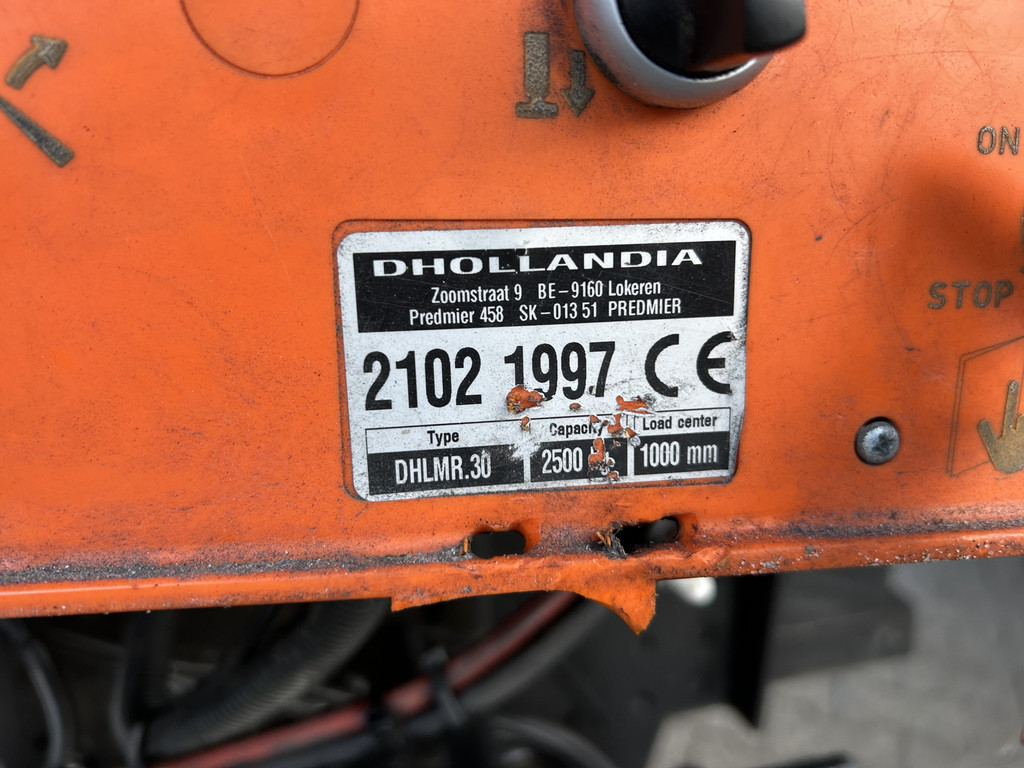 ON
STOP
DHOLLANDIA
Zoomstraat 9 BE-9160 Lokeren
Predmier 458 SK-013 51 PREDMIER
2102 1997 CE
Type Capacity Load center
DHLMR.30 2500 1000 mm